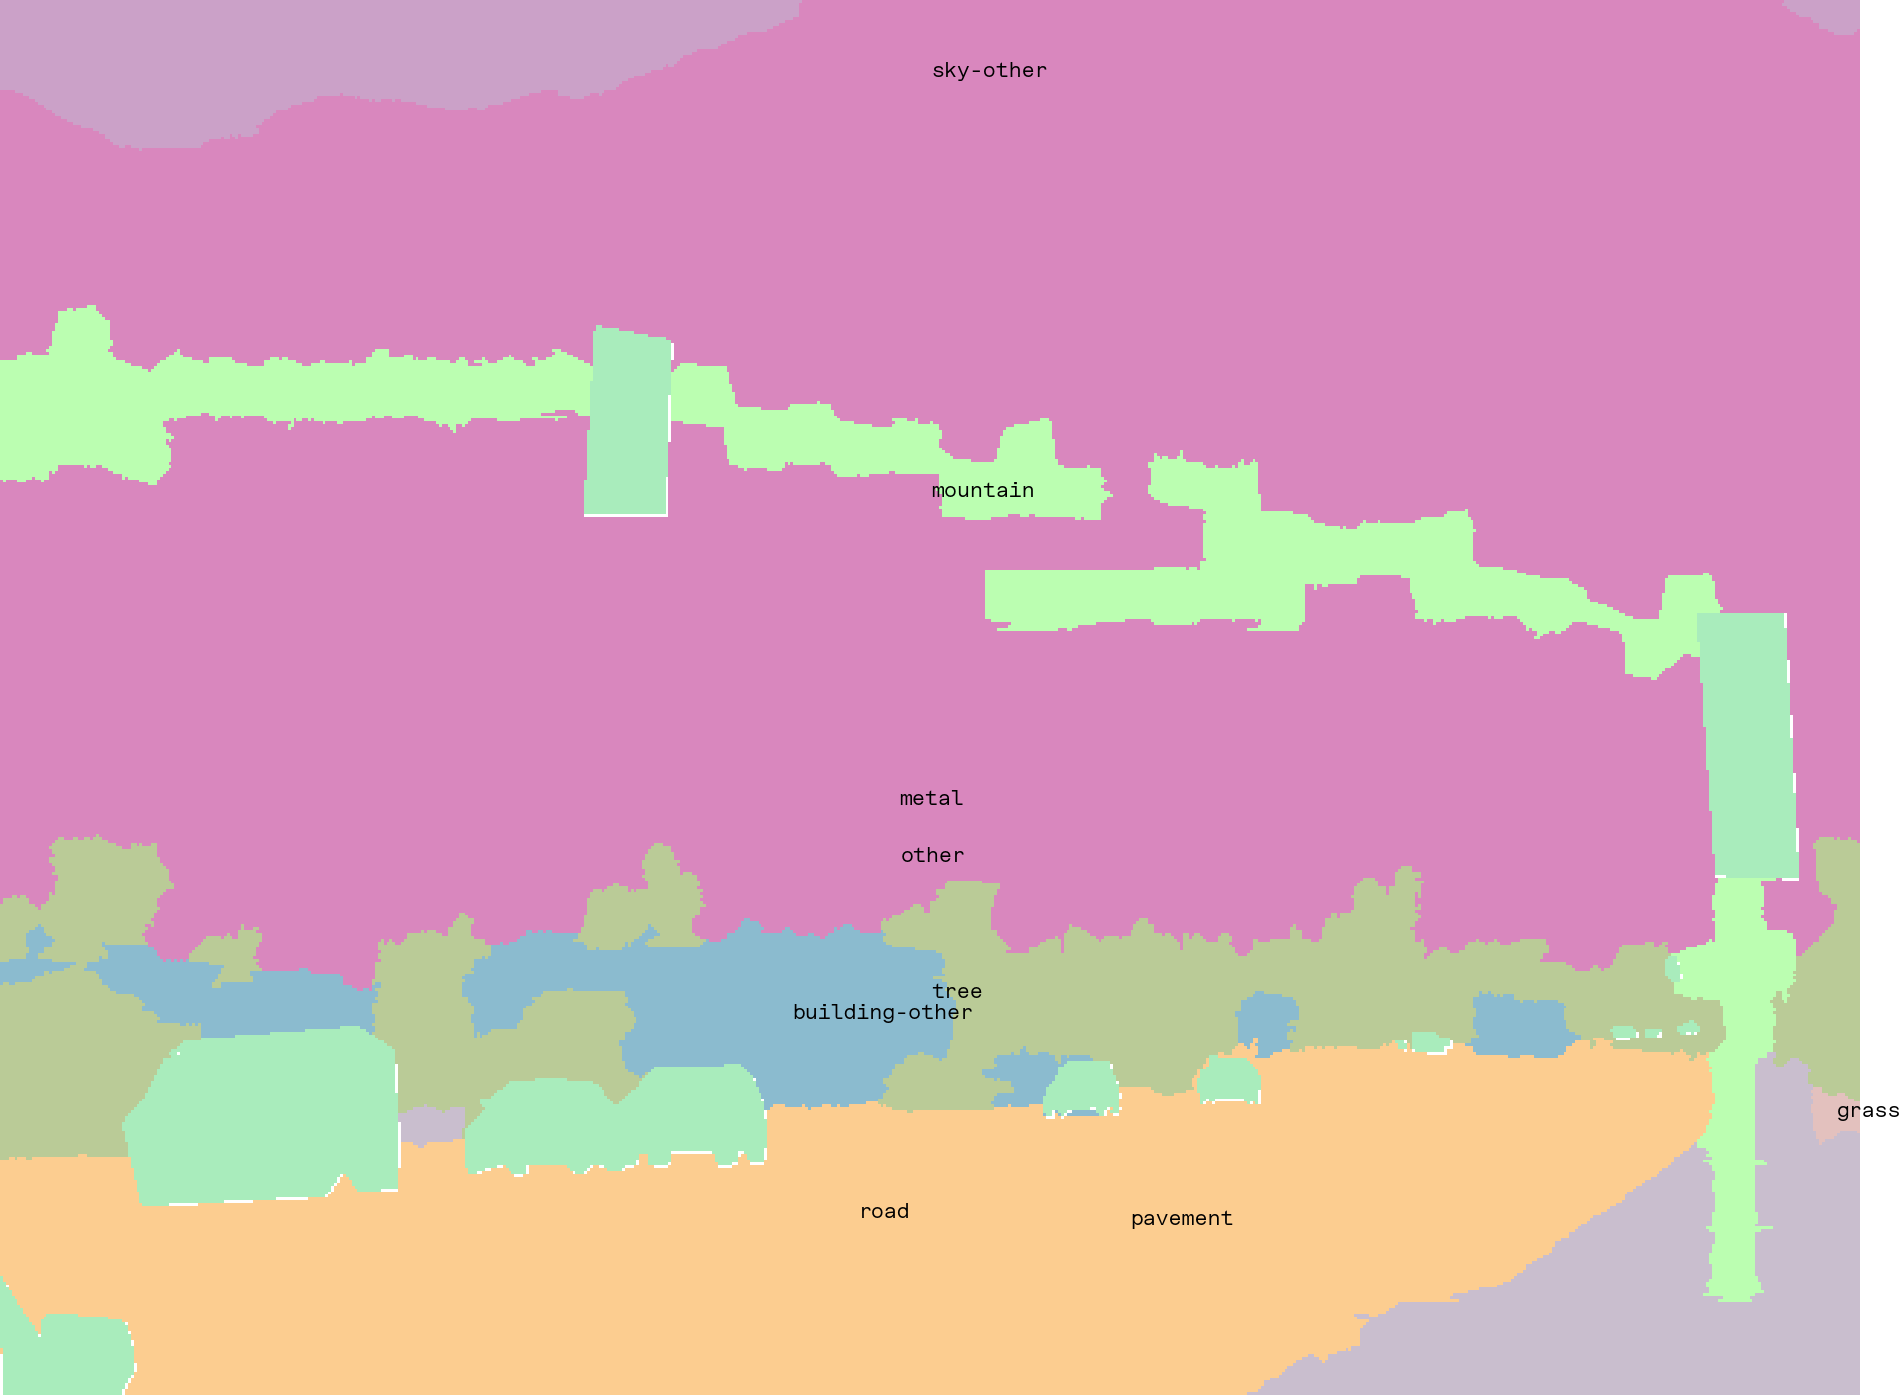 sky-other
mountain
metal
other
tree
building-other
grass
road
pavement